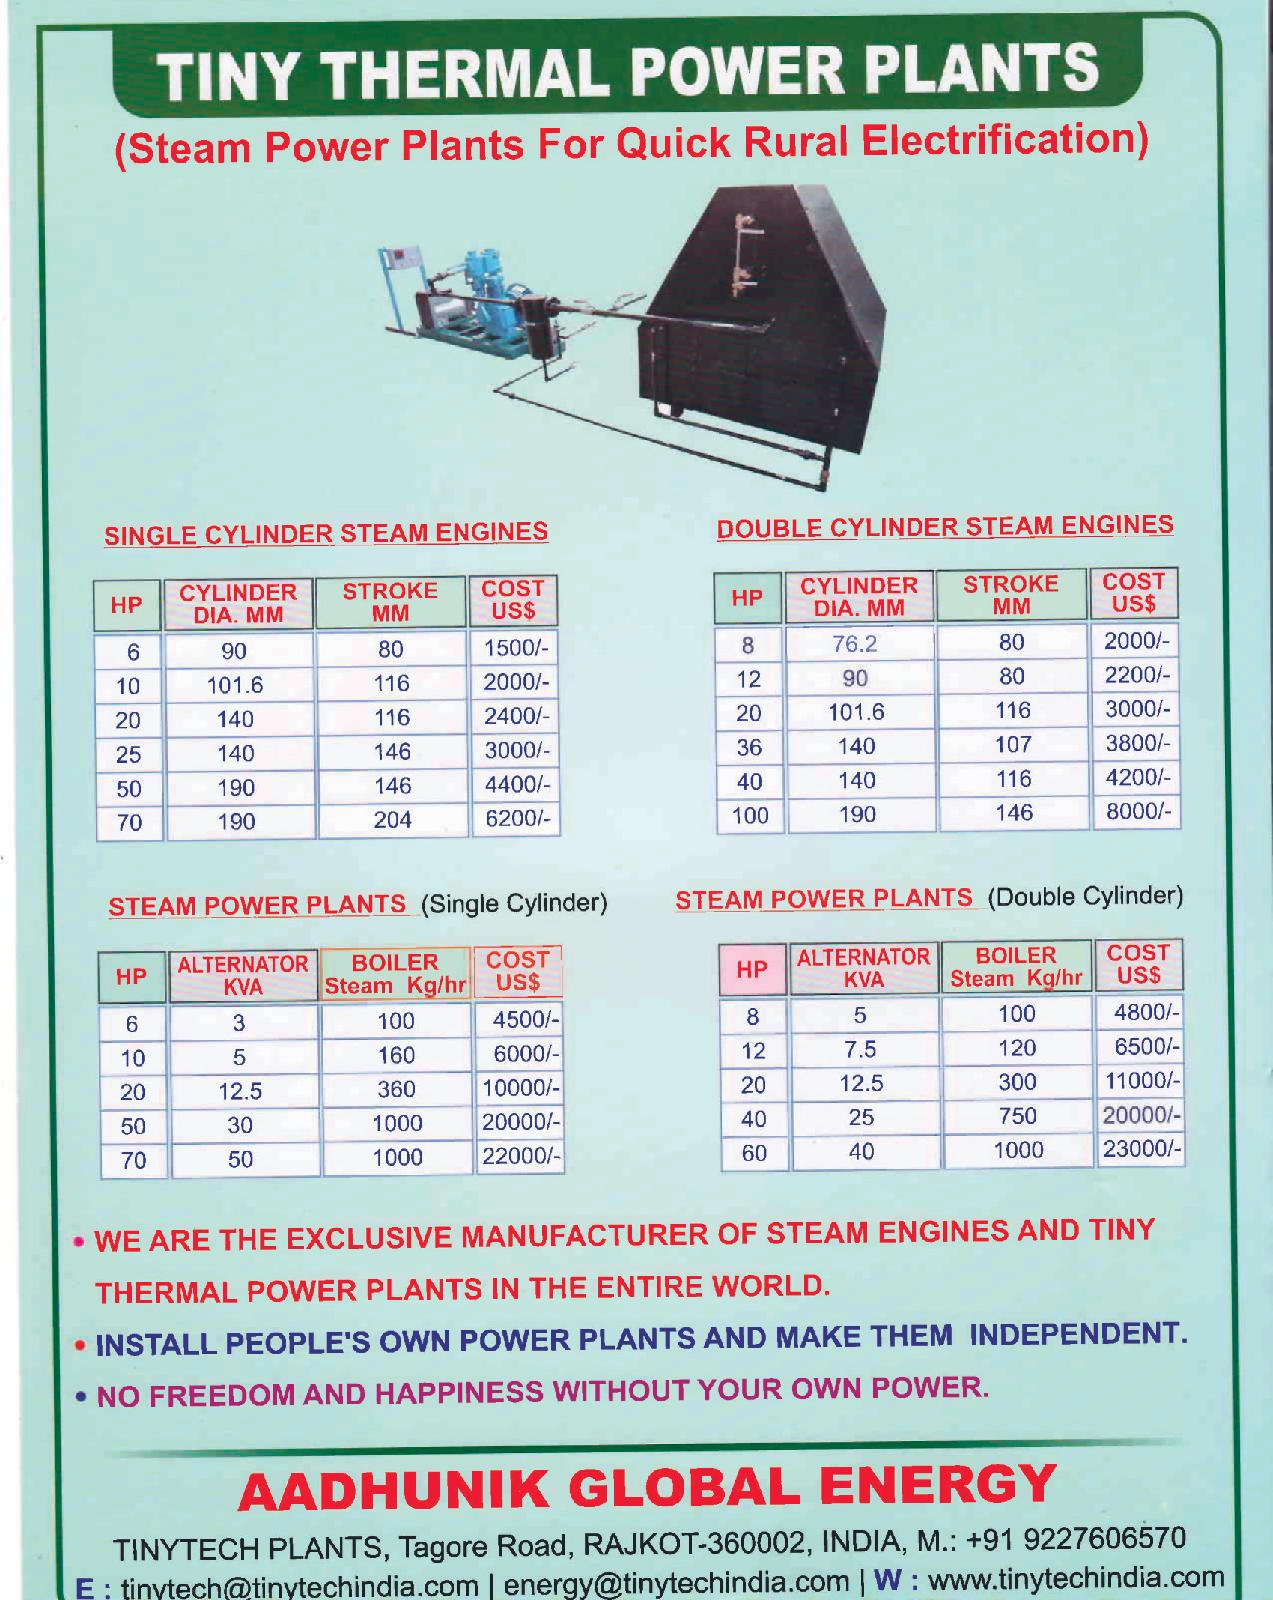 TINY THERMAL POWER PLANTS
(Steam Power Plants For Quick Rural Electrification)
SINGLE CYLINDER STEAM ENGINES
HP CYLINDER DIA. MM STROKE MM COST US$
6 90 80 1500/-
10 101.6 116 2000/-
20 140 116 2400/-
25 140 146 3000/-
50 190 146 4400/-
70 190 204 6200/-
DOUBLE CYLINDER STEAM ENGINES
HP CYLINDER DIA. MM STROKE MM COST US$
8 76.2 80 2000/-
12 90 80 2200/-
20 101.6 116 3000/-
36 140 107 3800/-
40 140 116 4200/-
100 190 146 8000/-
STEAM POWER PLANTS (Single Cylinder)
HP ALTERNATOR KVA BOILER Steam Kg/hr COST US$
6 3 100 4500/-
10 5 160 6000/-
20 12.5 360 10000/-
50 30 1000 20000/-
70 50 1000 22000/-
STEAM POWER PLANTS (Double Cylinder)
HP ALTERNATOR KVA BOILER Steam Kg/hr COST US$
8 5 100 4800/-
12 7.5 120 6500/-
20 12.5 300 11000/-
40 25 750 20000/-
60 40 1000 23000/-
• WE ARE THE EXCLUSIVE MANUFACTURER OF STEAM ENGINES AND TINY
THERMAL POWER PLANTS IN THE ENTIRE WORLD.
• INSTALL PEOPLE'S OWN POWER PLANTS AND MAKE THEM INDEPENDENT.
• NO FREEDOM AND HAPPINESS WITHOUT YOUR OWN POWER.
AADHUNIK GLOBAL ENERGY
TINYTECH PLANTS, Tagore Road, RAJKOT-360002, INDIA, M.: +91 9227606570
E : tinytech@tinytechindia.com | energy@tinytechindia.com | W : www.tinytechindia.com